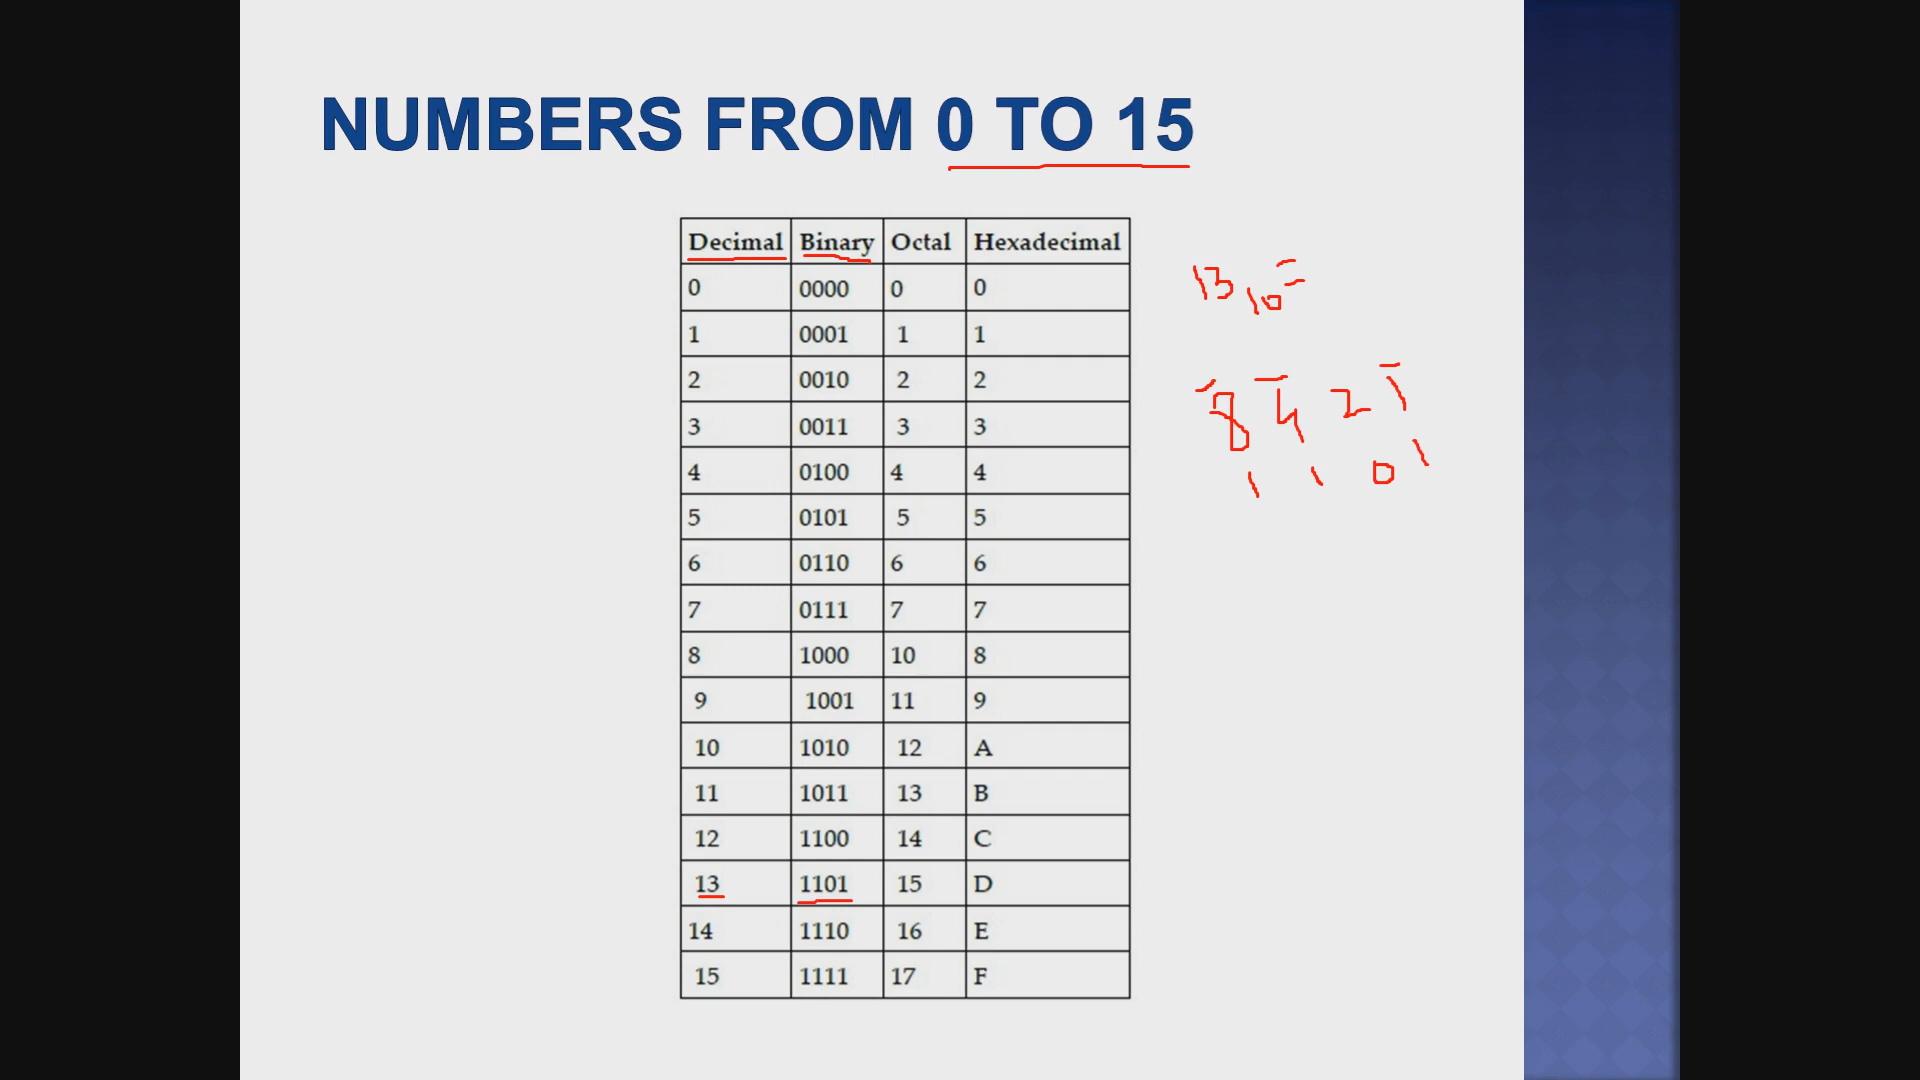 NUMBERS FROM 0 TO 15
Decimal Binary Octal Hexadecimal
0 0000 0 0
1 0001 1 1
2 0010 2 2
3 0011 3 3
4 0100 4 4
5 0101 5 5
6 0110 6 6
7 0111 7 7
8 1000 10 8
9 1001 11 9
10 1010 12 A
11 1011 13 B
12 1100 14 C
13 1101 15 D
14 1110 16 E
15 1111 17 F
13 10 =
8 4 2 1
1 1 0 1